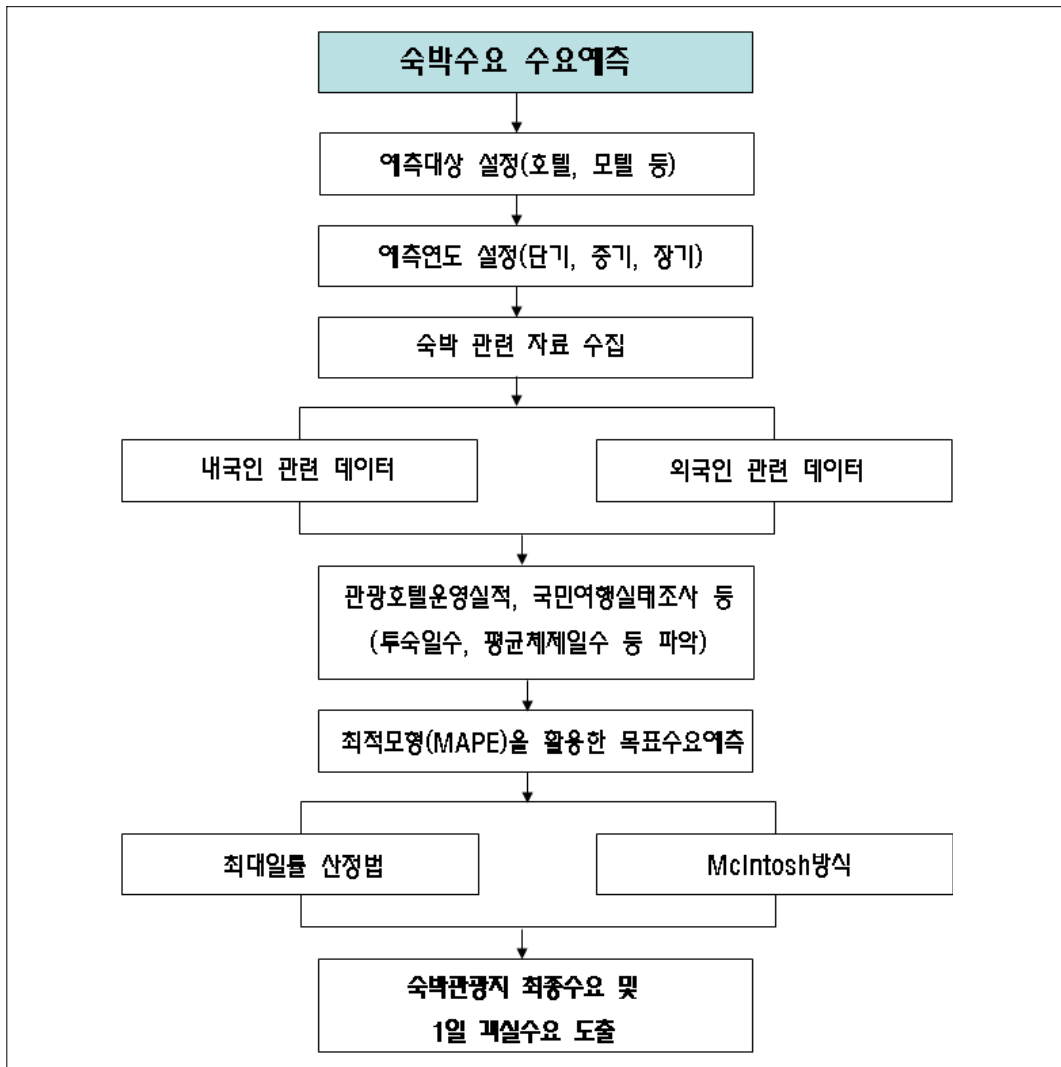 숙박수요 수요예측
예측대상 설정(호텔, 모텔 등)
예측연도 설정(단기, 중기, 장기)
숙박 관련 자료 수집
내국인 관련 데이터
외국인 관련 데이터
관광호텔운영실적, 국민여행실태조사 등
(투숙일수, 평균체제일수 등 파악)
최적모형(MAPE)을 활용한 목표수요예측
최대일률 산정법
McIntosh방식
숙박관광지 최종수요 및
1일 객실수요 도출